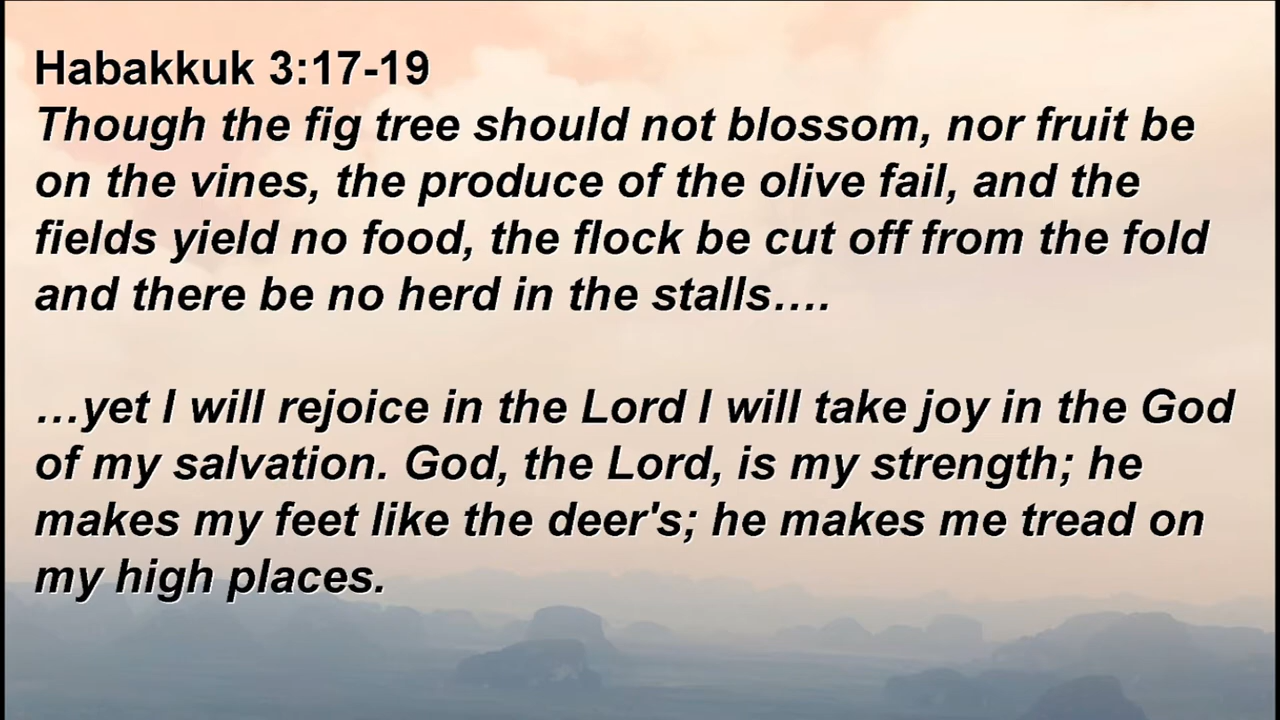 Habakkuk 3:17-19
Though the fig tree should not blossom, nor fruit be
on the vines, the produce of the olive fail, and the
fields yield no food, the flock be cut off from the fold
and there be no herd in the stalls….
…yet I will rejoice in the Lord I will take joy in the God
of my salvation. God, the Lord, is my strength; he
makes my feet like the deer's; he makes me tread on
my high places.